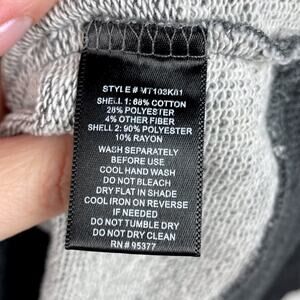 STYLE # MT103K81
SHELL 1: 68% COTTON
28% POLYESTER
4% OTHER FIBER
SHELL 2: 90% POLYESTER
10% RAYON
WASH SEPARATELY
BEFORE USE
COOL HAND WASH
DO NOT BLEACH
DRY FLAT IN SHADE
COOL IRON ON REVERSE
IF NEEDED
DO NOT TUMBLE DRY
DO NOT DRY CLEAN
RN # 95377